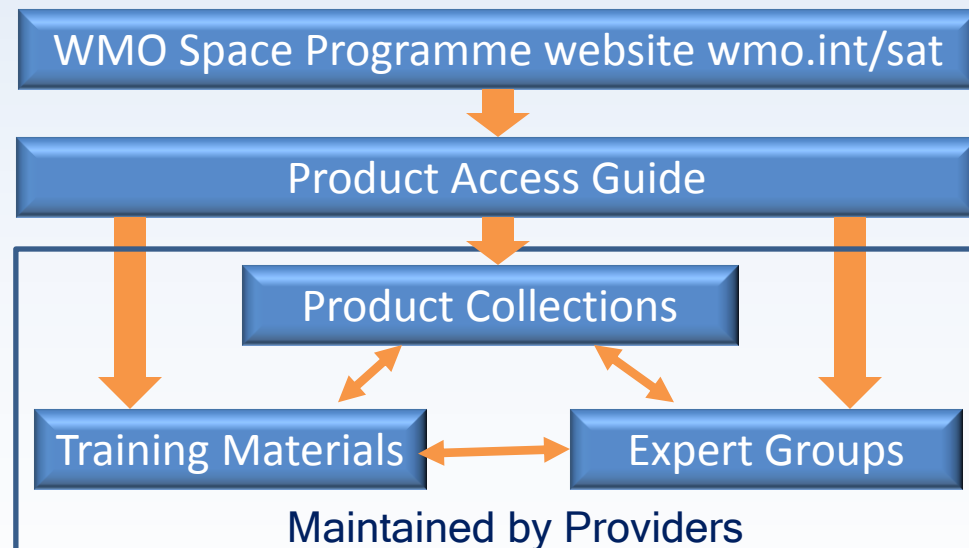 WMO Space Programme website wmo.int/sat
Product Access Guide
Product Collections
Training Materials
Expert Groups
Maintained by Providers